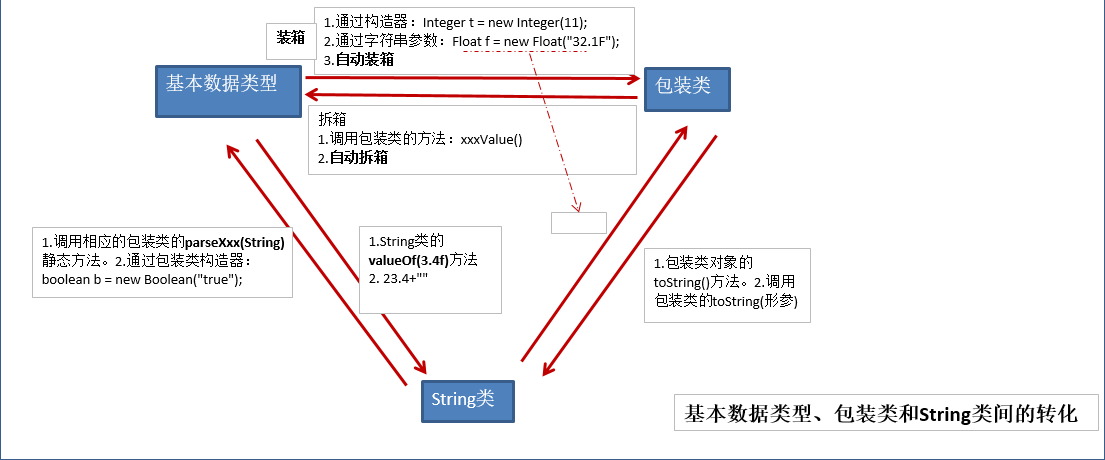 装箱
1.通过构造器：Integer t = new Integer(11);
2.通过字符串参数：Float f = new Float("32.1F");
3.自动装箱
基本数据类型
包装类
拆箱
1.调用包装类的方法：xxxValue()
2.自动拆箱
1.调用相应的包装类的parseXxx(String)
静态方法。2.通过包装类构造器：
boolean b = new Boolean("true");
1.String类的
valueOf(3.4f)方法
2. 23.4+""
1.包装类对象的
toString()方法。2.调用
包装类的toString(形参)
String类
基本数据类型、包装类和String类间的转化